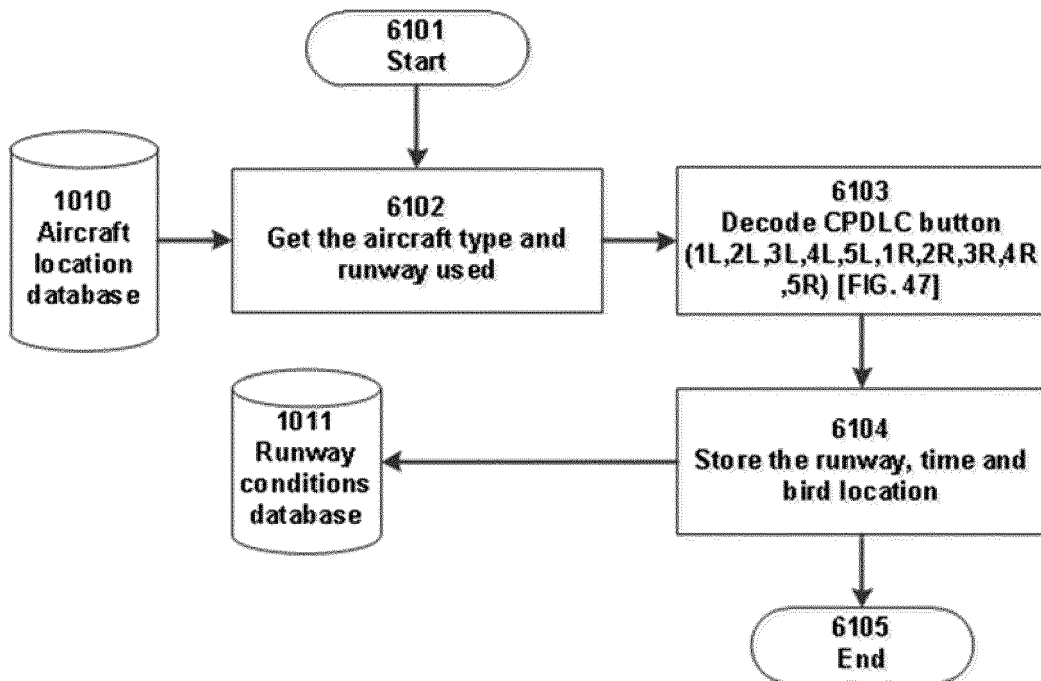 6101
Start
1010
Aircraft
location
database
6102
Get the aircraft type and
runway used
6103
Decode CPDLC button
(1L,2L,3L,4L,5L,1R,2R,3R,4R
,5R) [FIG. 47]
1011
Runway
conditions
database
6104
Store the runway, time and
bird location
6105
End